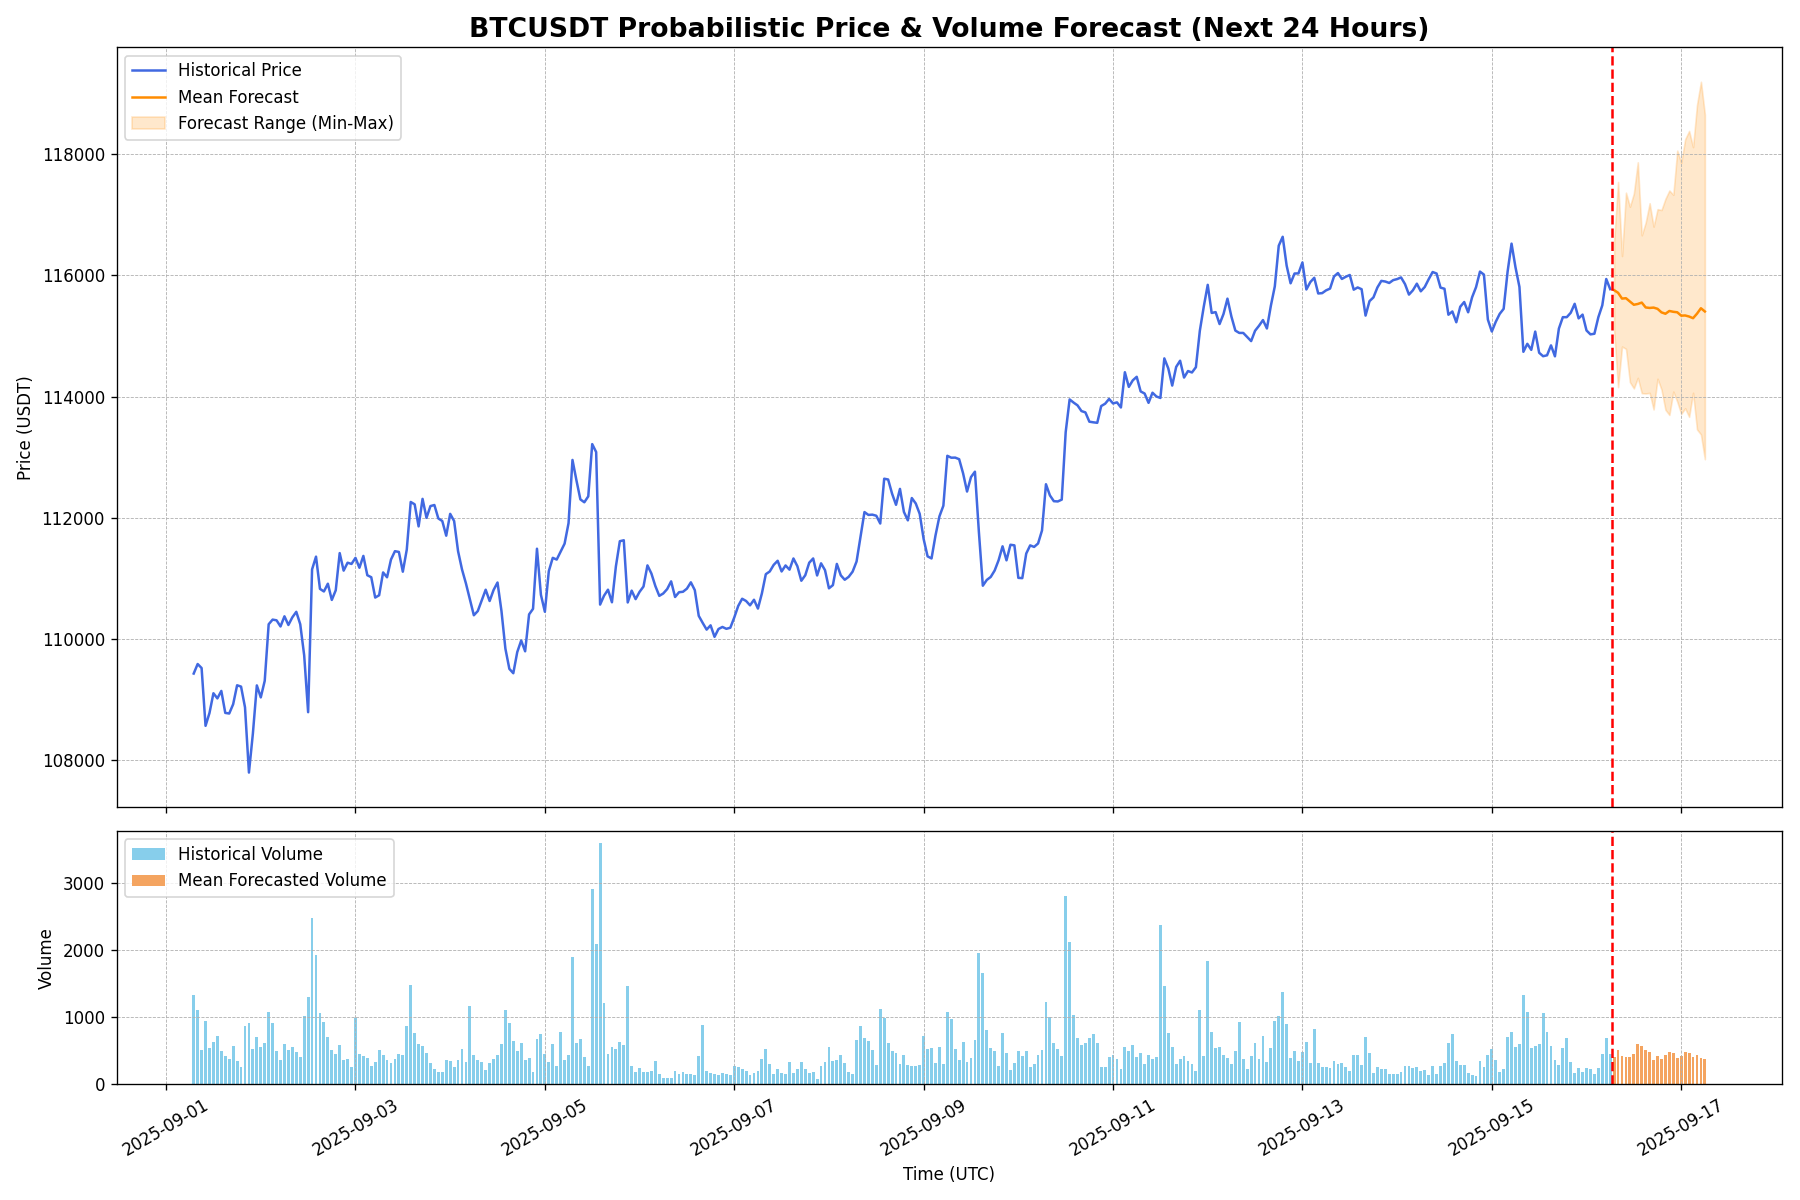 BTCUSDT Probabilistic Price & Volume Forecast (Next 24 Hours)
Historical Price
Mean Forecast
Forecast Range (Min-Max)
118000
116000
114000
112000
110000
108000
Price (USDT)
Historical Volume
Mean Forecasted Volume
3000
2000
1000
0
Volume
2025-09-01
2025-09-03
2025-09-05
2025-09-07
2025-09-09
2025-09-11
2025-09-13
2025-09-15
2025-09-17
Time (UTC)